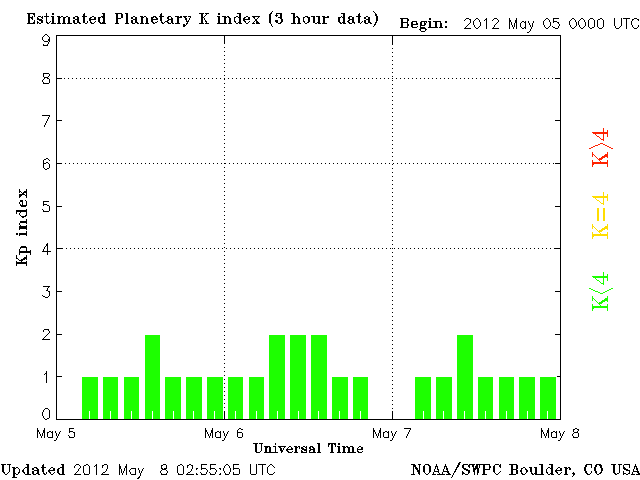 Estimated Planetary K index (3 hour data) Begin: 2012 May 05 0000 UTC
9
8
7
6
5
4
3
2
1
0
Kp index
K>4
K=4
K<4
May 5 May 6 May 7 May 8
Universal Time
Updated 2012 May 8 02:55:05 UTC NOAA/SWPC Boulder, CO USA